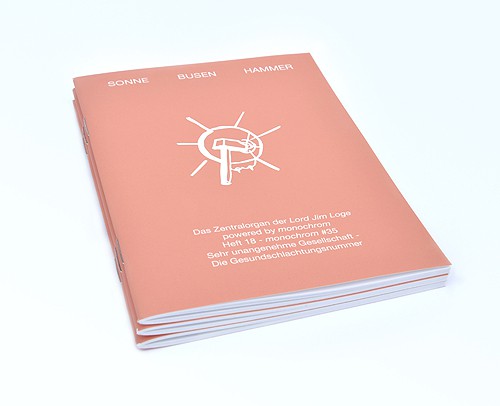 SONNE BUSEN HAMMER
Das Zentralorgan der Lord Jim Loge
powered by monochrom
Heft 18 - monochrom #35
Sehr unangenehme Gesellschaft -
Die Gesundschlachtungsnummer